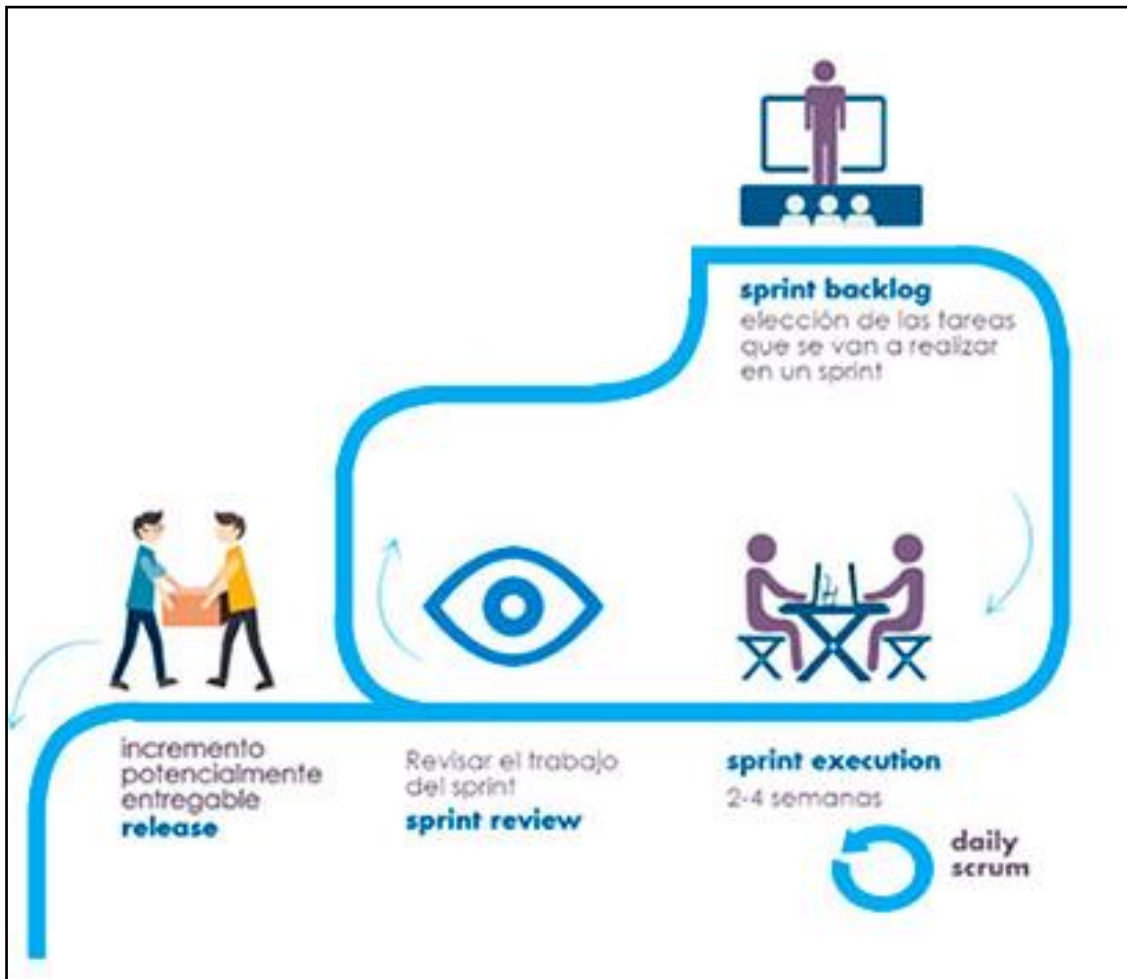 sprint backlog
elección de las tareas
que se van a realizar
en un sprint
incremento
potencialmente
entregable
release
Revisar el trabajo
del sprint
sprint review
sprint execution
2-4 semanas
daily
scrum